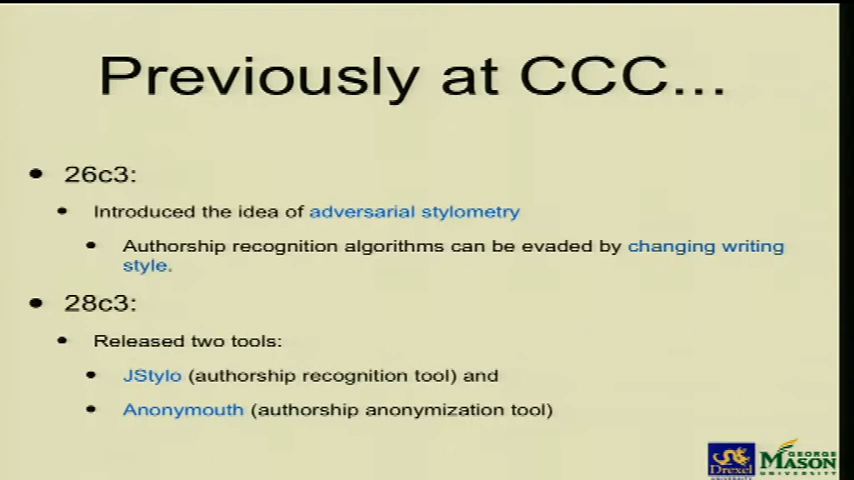 Previously at CCC...
26c3:
Introduced the idea of adversarial stylometry
Authorship recognition algorithms can be evaded by changing writing
style.
28c3:
Released two tools:
JStylo (authorship recognition tool) and
Anonymouth (authorship anonymization tool)
Drexel
UNIVERSITY
GEORGE
MASON
UNIVERSITY